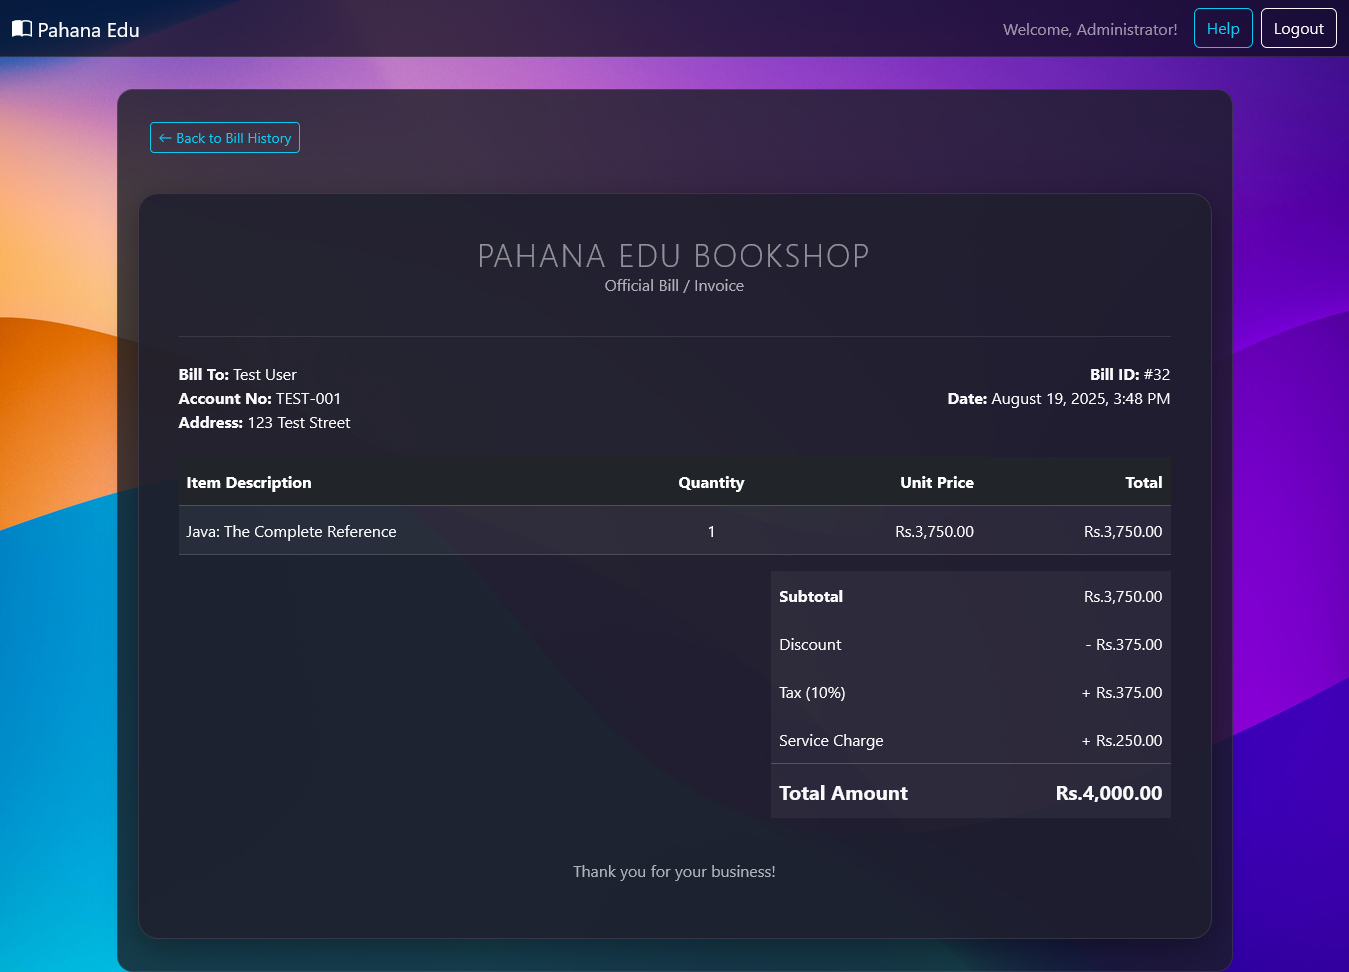 Pahana Edu
Welcome, Administrator! Help Logout
← Back to Bill History
PAHANA EDU BOOKSHOP
Official Bill / Invoice
Bill To: Test User Bill ID: #32
Account No: TEST-001 Date: August 19, 2025, 3:48 PM
Address: 123 Test Street
Item Description Quantity Unit Price Total
Java: The Complete Reference 1 Rs.3,750.00 Rs.3,750.00
Subtotal Rs.3,750.00
Discount - Rs.375.00
Tax (10%) + Rs.375.00
Service Charge + Rs.250.00
Total Amount Rs.4,000.00
Thank you for your business!